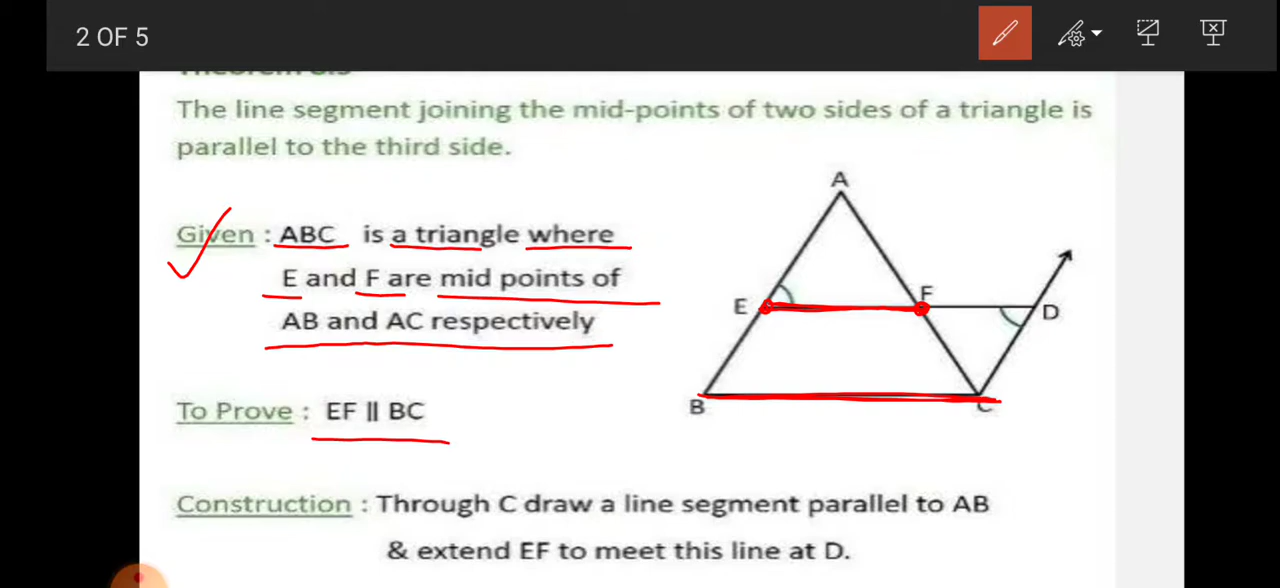 2 OF 5
The line segment joining the mid-points of two sides of a triangle is
parallel to the third side.
Given : ABC is a triangle where
E and F are mid points of
AB and AC respectively
To Prove : EF || BC
Construction : Through C draw a line segment parallel to AB
& extend EF to meet this line at D.
A
E
F
D
B
C